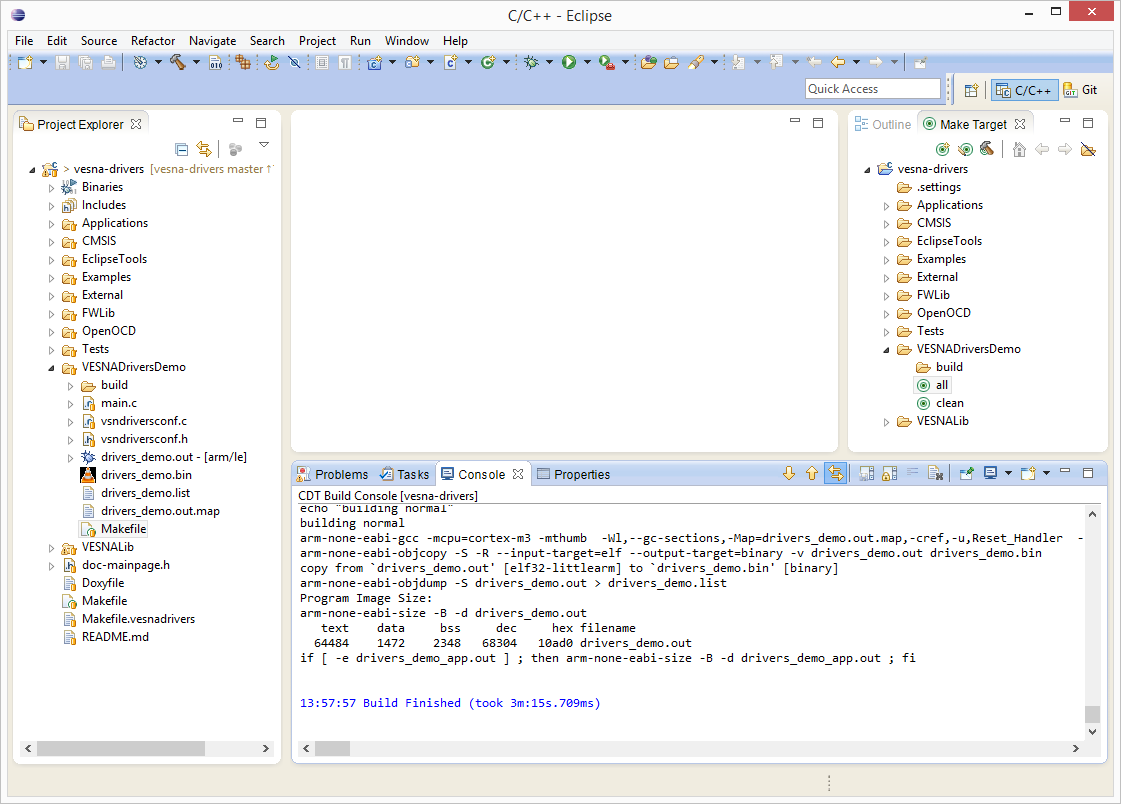 C/C++ - Eclipse
File Edit Source Refactor Navigate Search Project Run Window Help
Quick Access
C/C++
Git
Project Explorer
> vesna-drivers [vesna-drivers master ↑
Binaries
Includes
Applications
CMSIS
EclipseTools
Examples
External
FWLib
OpenOCD
Tests
VESNADriversDemo
build
main.c
vsndriversconf.c
vsndriversconf.h
drivers_demo.out - [arm/le]
drivers_demo.bin
drivers_demo.list
drivers_demo.out.map
Makefile
VESNALib
doc-mainpage.h
Doxyfile
Makefile
Makefile.vesnadrivers
README.md
Outline
Make Target
vesna-drivers
.settings
Applications
CMSIS
EclipseTools
Examples
External
FWLib
OpenOCD
Tests
VESNADriversDemo
build
all
clean
VESNALib
Problems Tasks Console Properties
CDT Build Console [vesna-drivers]
echo "building normal"
building normal
arm-none-eabi-gcc -mcpu=cortex-m3 -mthumb  -Wl,--gc-sections,-Map=drivers_demo.out.map,-cref,-u,Reset_Handler  -
arm-none-eabi-objcopy -S -R --input-target=elf --output-target=binary -v drivers_demo.out drivers_demo.bin
copy from `drivers_demo.out' [elf32-littlearm] to `drivers_demo.bin' [binary]
arm-none-eabi-objdump -S drivers_demo.out > drivers_demo.list
Program Image Size:
arm-none-eabi-size -B -d drivers_demo.out
text    data     bss     dec     hex filename
64484    1472    2348   68304   10ad0 drivers_demo.out
if [ -e drivers_demo_app.out ] ; then arm-none-eabi-size -B -d drivers_demo_app.out ; fi
13:57:57 Build Finished (took 3m:15s.709ms)